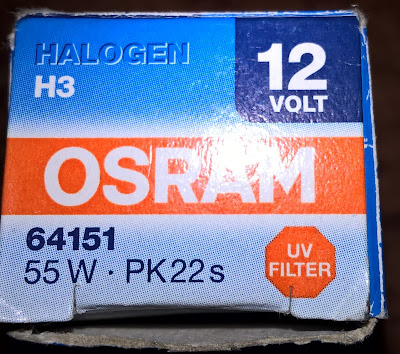 HALOGEN
H3
12
VOLT
OSRAM
64151
55 W · PK22s
UV
FILTER